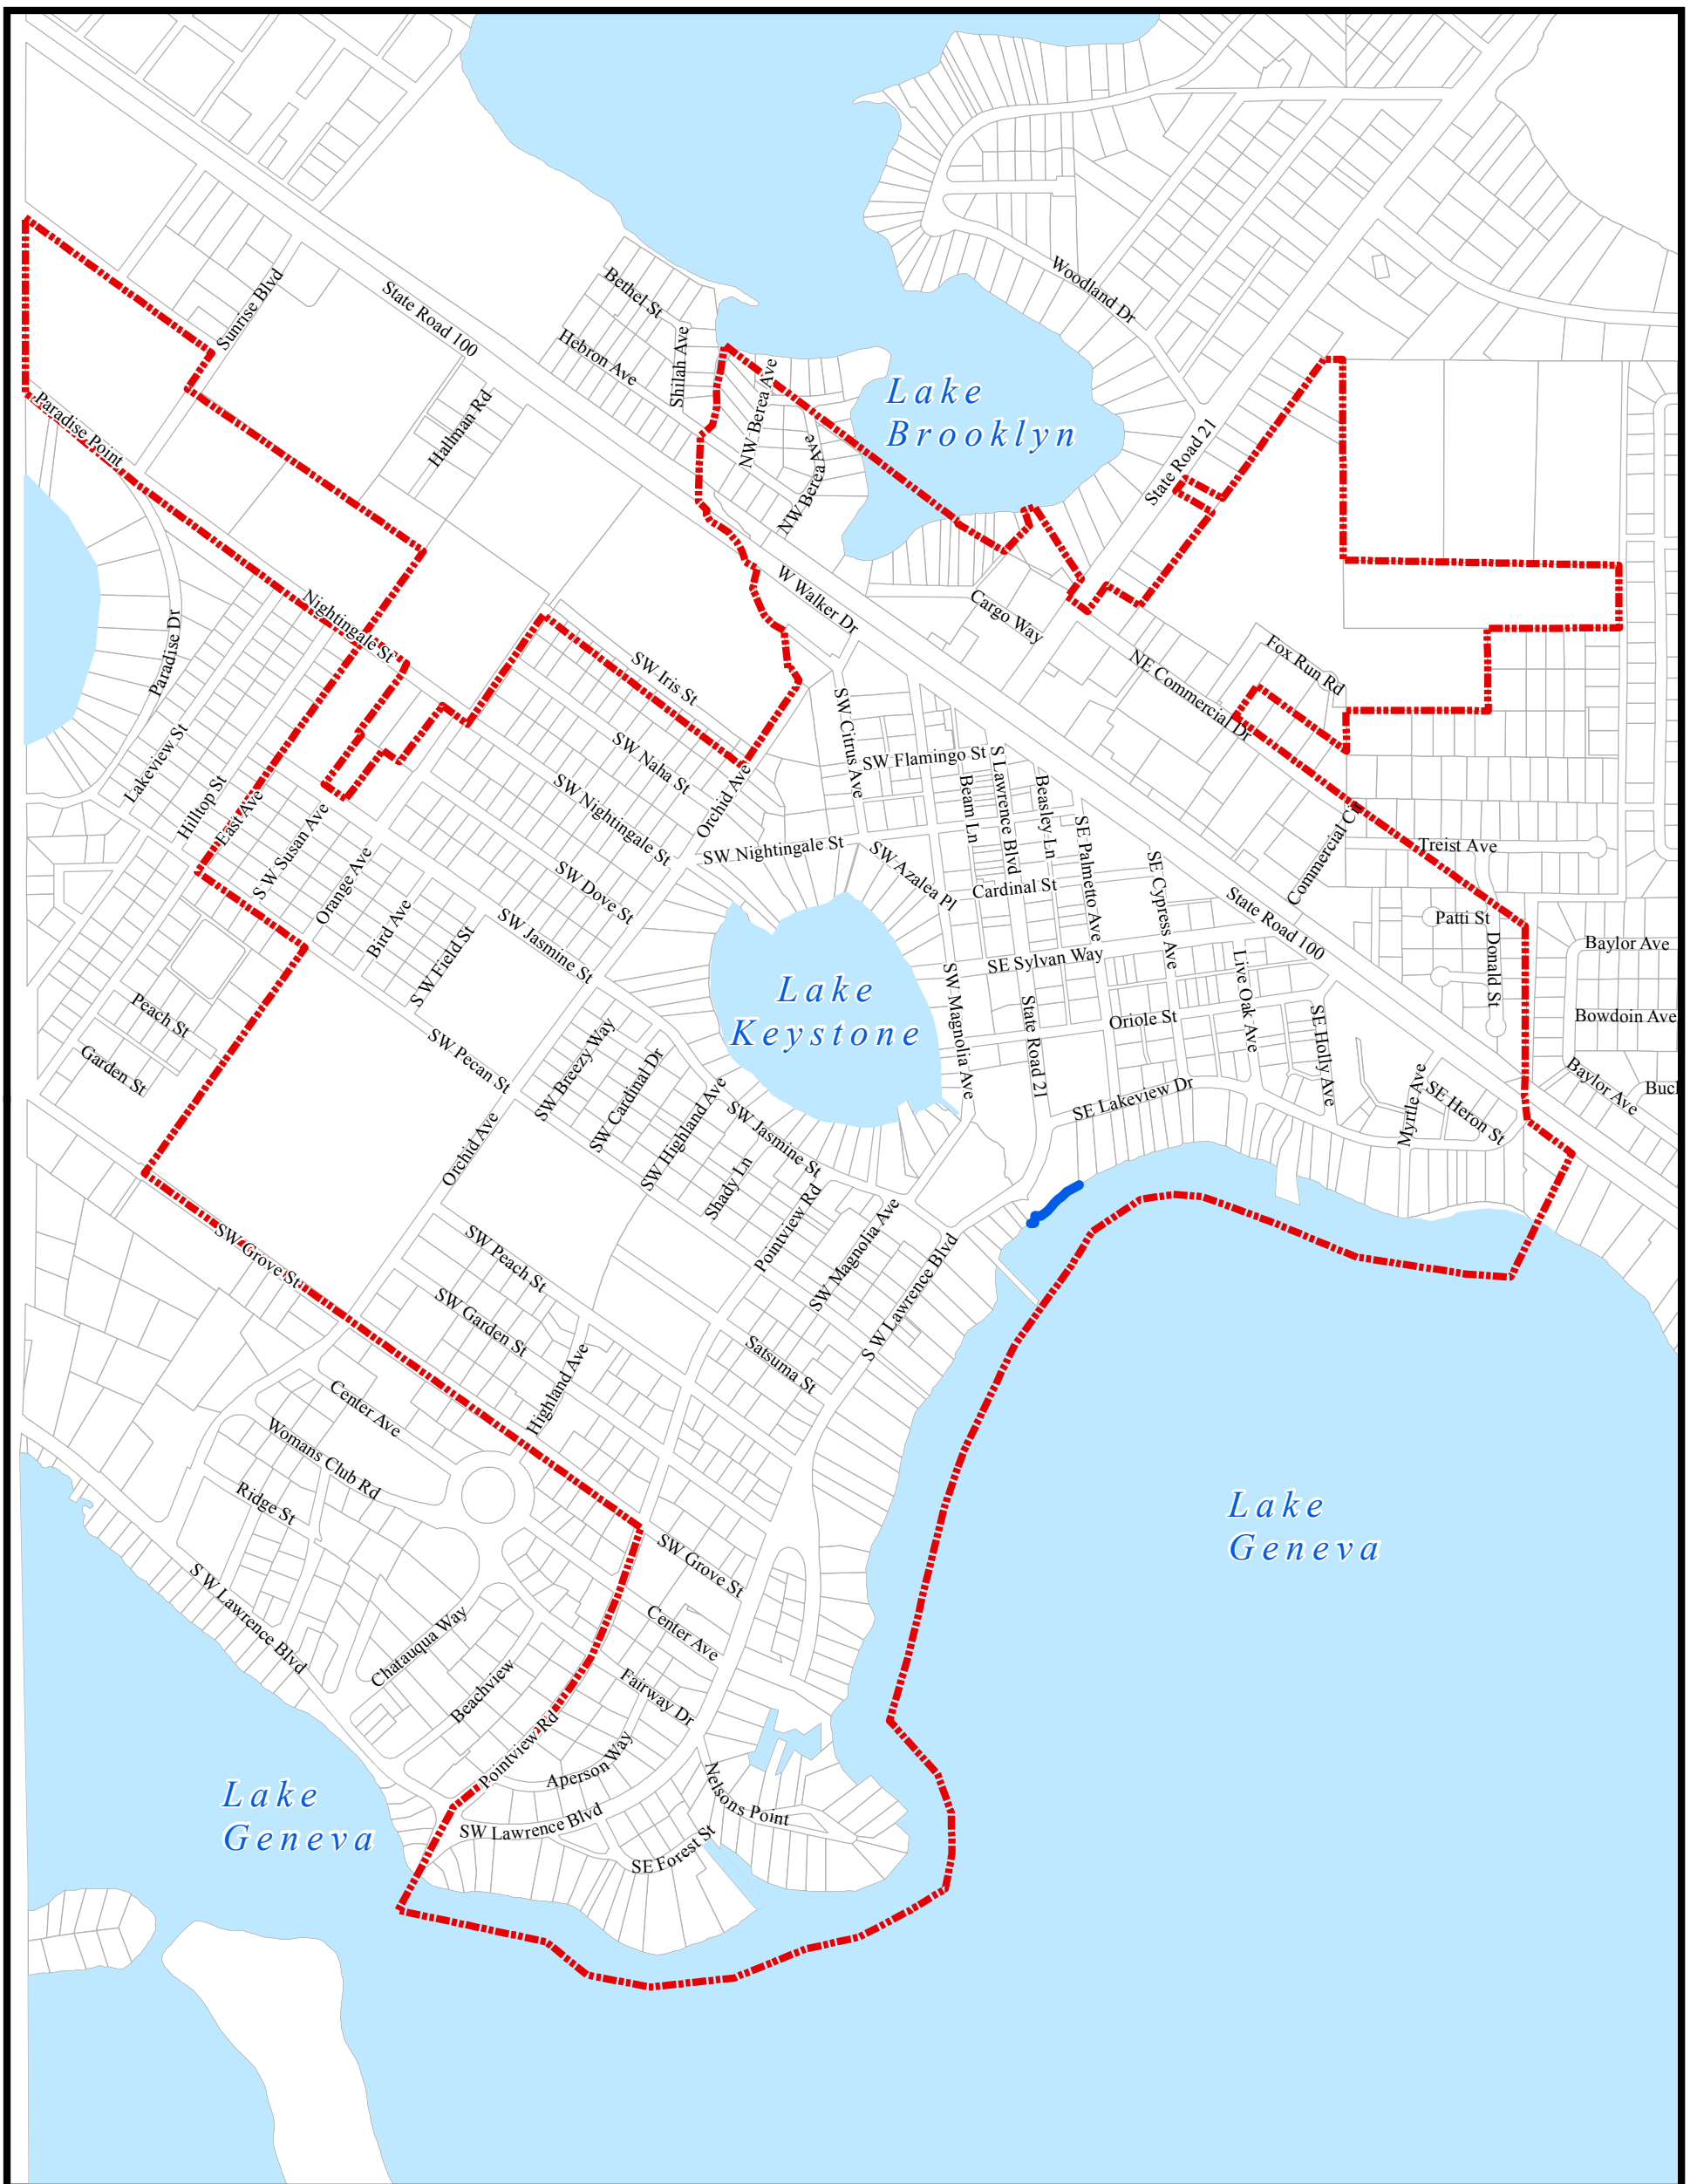 Woodland Dr
Bethel St
Sunrise Blvd
State Road 100
Hebron Ave
Shilah Ave
NW Berea Ave
Lake
Brooklyn
Hallman Rd
Paradise Point
NW Berea Ave
State Road 21
Nightingale St
W Walker Dr
Cargo Way
Paradise Dr
SW Iris St
Fox Run Rd
NE Commercial Dr
SW Citrus Ave
Lakeview St
Hilltop St
SW Naha St
SW Flamingo St
S Lawrence Blvd
Beam Ln
Beasley Ln
East Ave
S W Susan Ave
SW Nightingale St
Orchid Ave
SW Nightingale St
SE Palmetto Ave
Commercial Cir
Treist Ave
Orange Ave
SW Dove St
SW Azalea Pl
Cardinal St
SE Cypress Ave
State Road 100
Patti St
Bird Ave
SW Jasmine St
S W Field St
SE Sylvan Way
Live Oak Ave
Donald St
Baylor Ave
Lake
Keystone
SW Magnolia Ave
State Road 21
Oriole St
SE Holly Ave
Bowdoin Ave
Peach St
Garden St
SW Pecan St
SW Breezy Way
SW Cardinal Dr
SW Highland Ave
SW Jasmine St
SE Lakeview Dr
Myrtle Ave
SE Heron St
Baylor Ave
Buc
Orchid Ave
Shady Ln
Pointview Rd
SW Magnolia Ave
S W Lawrence Blvd
SW Grove St
SW Peach St
SW Garden St
Satsuma St
Highland Ave
Center Ave
Womans Club Rd
Ridge St
Lake
Geneva
SW Grove St
S W Lawrence Blvd
Center Ave
Chatauqua Way
Beachview
Fairway Dr
Pointview Rd
Aperson Way
Nelsons Point
Lake
Geneva
SW Lawrence Blvd
SE Forest St